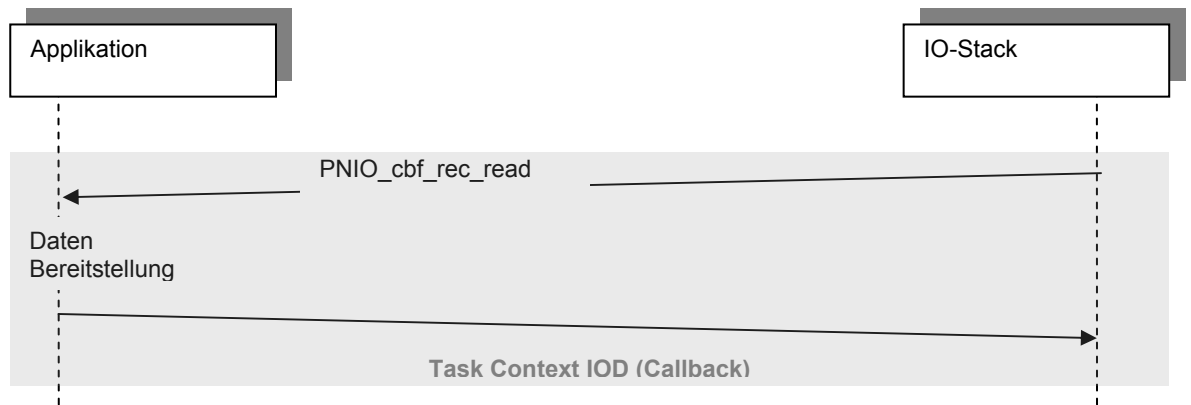 Applikation
IO-Stack
PNIO_cbf_rec_read
Daten
Bereitstellung
Task Context IOD (Callback)